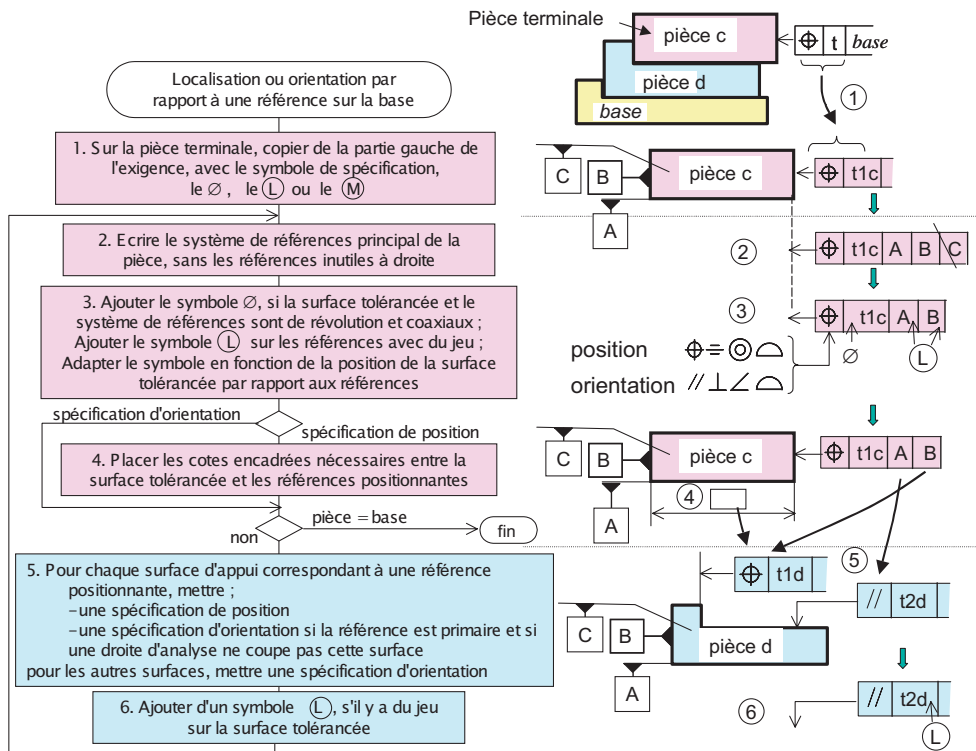 Localisation ou orientation par
rapport à une référence sur la base
1. Sur la pièce terminale, copier de la partie gauche de
l'exigence, avec le symbole de spécification,
le ∅ , le Ⓛ ou le Ⓜ
2. Ecrire le système de références principal de la
pièce, sans les références inutiles à droite
3. Ajouter le symbole ∅, si la surface tolérancée et le
système de références sont de révolution et coaxiaux ;
Ajouter le symbole Ⓛ sur les références avec du jeu ;
Adapter le symbole en fonction de la position de la surface
tolérancée par rapport aux références
spécification d'orientation
spécification de position
4. Placer les cotes encadrées nécessaires entre la
surface tolérancée et les références positionnantes
pièce = base
non
fin
5. Pour chaque surface d'appui correspondant à une référence
positionnante, mettre ;
–une spécification de position
–une spécification d'orientation si la référence est primaire et si
une droite d'analyse ne coupe pas cette surface
pour les autres surfaces, mettre une spécification d'orientation
6. Ajouter d'un symbole Ⓛ, s'il y a du jeu
sur la surface tolérancée
Pièce terminale
pièce c
⌖ t base
pièce d
base
①
C B pièce c ⌖ t1c
A
② ⌖ t1c A B C
③ ⌖ t1c A B
position ⌖ ⌯ ◎ ⌓ ∅ Ⓛ
orientation // ⊥ ∠ ⌓
C B pièce c ⌖ t1c A B
④
A
⌖ t1d ⑤
// t2d
C B pièce d
A
⑥ // t2d
Ⓛ